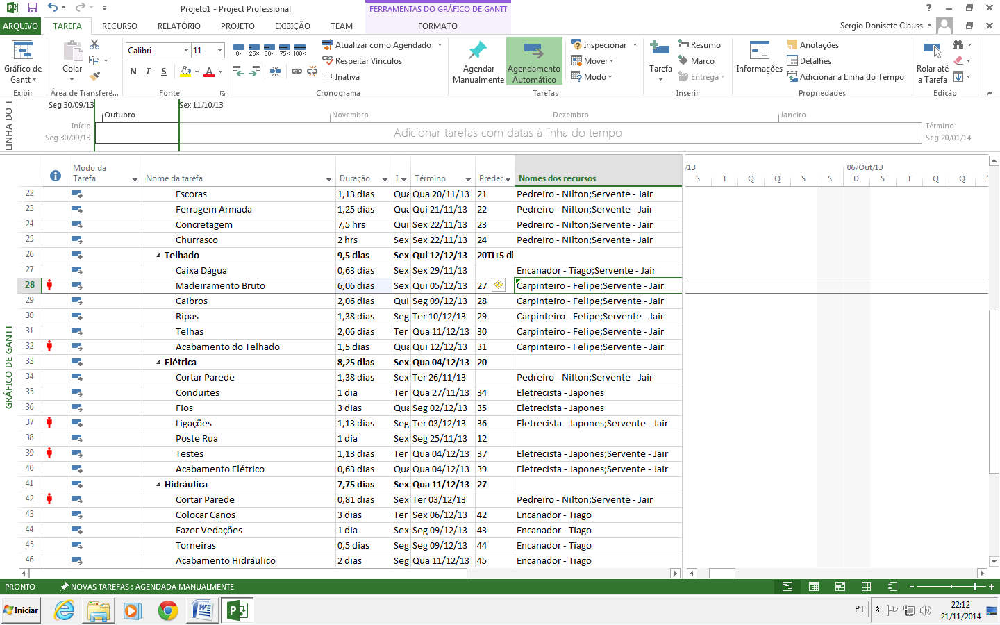 Projeto1 - Project Professional
FERRAMENTAS DO GRÁFICO DE GANTT
ARQUIVO TAREFA RECURSO RELATÓRIO PROJETO EXIBIÇÃO TEAM FORMATO
Sergio Donisete Clauss
Gráfico de Gantt
Exibir
Colar
Área de Transferê...
Calibri 11
N I S
Fonte
0% 25% 50% 75% 100%
Atualizar como Agendado
Respeitar Vínculos
Inativa
Cronograma
Agendar Manualmente
Agendamento Automático
Inspecionar
Mover
Modo
Tarefas
Tarefa
Resumo
Marco
Entrega
Inserir
Informações
Anotações
Detalhes
Adicionar à Linha do Tempo
Propriedades
Rolar até a Tarefa
Edição
LINHA DO T
Seg 30/09/13 Sex 11/10/13
Outubro Novembro Dezembro Janeiro
Início
Seg 30/09/13
Adicionar tarefas com datas à linha do tempo
Término
Seg 20/01/14
GRÁFICO DE GANTT
Modo da Tarefa Nome da tarefa Duração I Término Predec Nomes dos recursos
/13 06/Out/13
S T Q Q S S D S T Q Q S
22 Escoras 1,13 dias Qua Qua 20/11/13 21 Pedreiro - Nilton;Servente - Jair
23 Ferragem Armada 1,25 dias Qua Qui 21/11/13 22 Pedreiro - Nilton;Servente - Jair
24 Concretagem 7,5 hrs Qui Sex 22/11/13 23 Pedreiro - Nilton;Servente - Jair
25 Churrasco 2 hrs Sex Sex 22/11/13 24 Pedreiro - Nilton;Servente - Jair
26 Telhado 9,5 dias Sex Qui 12/12/13 20TI+5 di
27 Caixa Dágua 0,63 dias Sex Sex 29/11/13 Encanador - Tiago;Servente - Jair
28 Madeiramento Bruto 6,06 dias Sex Qui 05/12/13 27 Carpinteiro - Felipe;Servente - Jair
29 Caibros 2,06 dias Qui Seg 09/12/13 28 Carpinteiro - Felipe;Servente - Jair
30 Ripas 1,38 dias Seg Ter 10/12/13 29 Carpinteiro - Felipe;Servente - Jair
31 Telhas 2,06 dias Ter Qua 11/12/13 30 Carpinteiro - Felipe;Servente - Jair
32 Acabamento do Telhado 1,5 dias Qua Qui 12/12/13 31 Carpinteiro - Felipe;Servente - Jair
33 Elétrica 8,25 dias Sex Qua 04/12/13 20
34 Cortar Parede 1,38 dias Sex Ter 26/11/13 Pedreiro - Nilton;Servente - Jair
35 Conduites 1 dia Ter Qua 27/11/13 34 Eletrecista - Japones
36 Fios 3 dias Qua Seg 02/12/13 35 Eletrecista - Japones
37 Ligações 1,13 dias Seg Ter 03/12/13 36 Eletrecista - Japones;Servente - Jair
38 Poste Rua 1 dia Sex Seg 25/11/13 12
39 Testes 1,13 dias Ter Qua 04/12/13 37 Eletrecista - Japones;Servente - Jair
40 Acabamento Elétrico 0,63 dias Qua Qua 04/12/13 39 Eletrecista - Japones;Servente - Jair
41 Hidráulica 7,75 dias Sex Qua 11/12/13 27
42 Cortar Parede 0,81 dias Sex Ter 03/12/13 Pedreiro - Nilton;Servente - Jair
43 Colocar Canos 3 dias Ter Sex 06/12/13 42 Encanador - Tiago
44 Fazer Vedações 1 dia Sex Seg 09/12/13 43 Encanador - Tiago
45 Torneiras 0,5 dias Seg Seg 09/12/13 44 Encanador - Tiago
46 Acabamento Hidráulico 2 dias Seg Qua 11/12/13 45 Encanador - Tiago
PRONTO NOVAS TAREFAS : AGENDADA MANUALMENTE
Iniciar
PT
22:12
21/11/2014